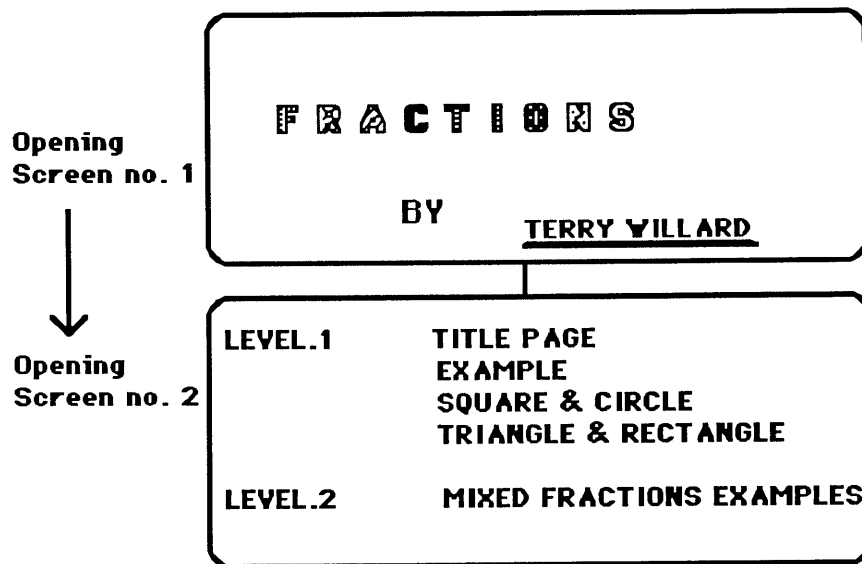 FRACTIONS
Opening
Screen no. 1
BY
TERRY WILLARD
Opening
Screen no. 2
LEVEL.1 TITLE PAGE
EXAMPLE
SQUARE & CIRCLE
TRIANGLE & RECTANGLE
LEVEL.2 MIXED FRACTIONS EXAMPLES